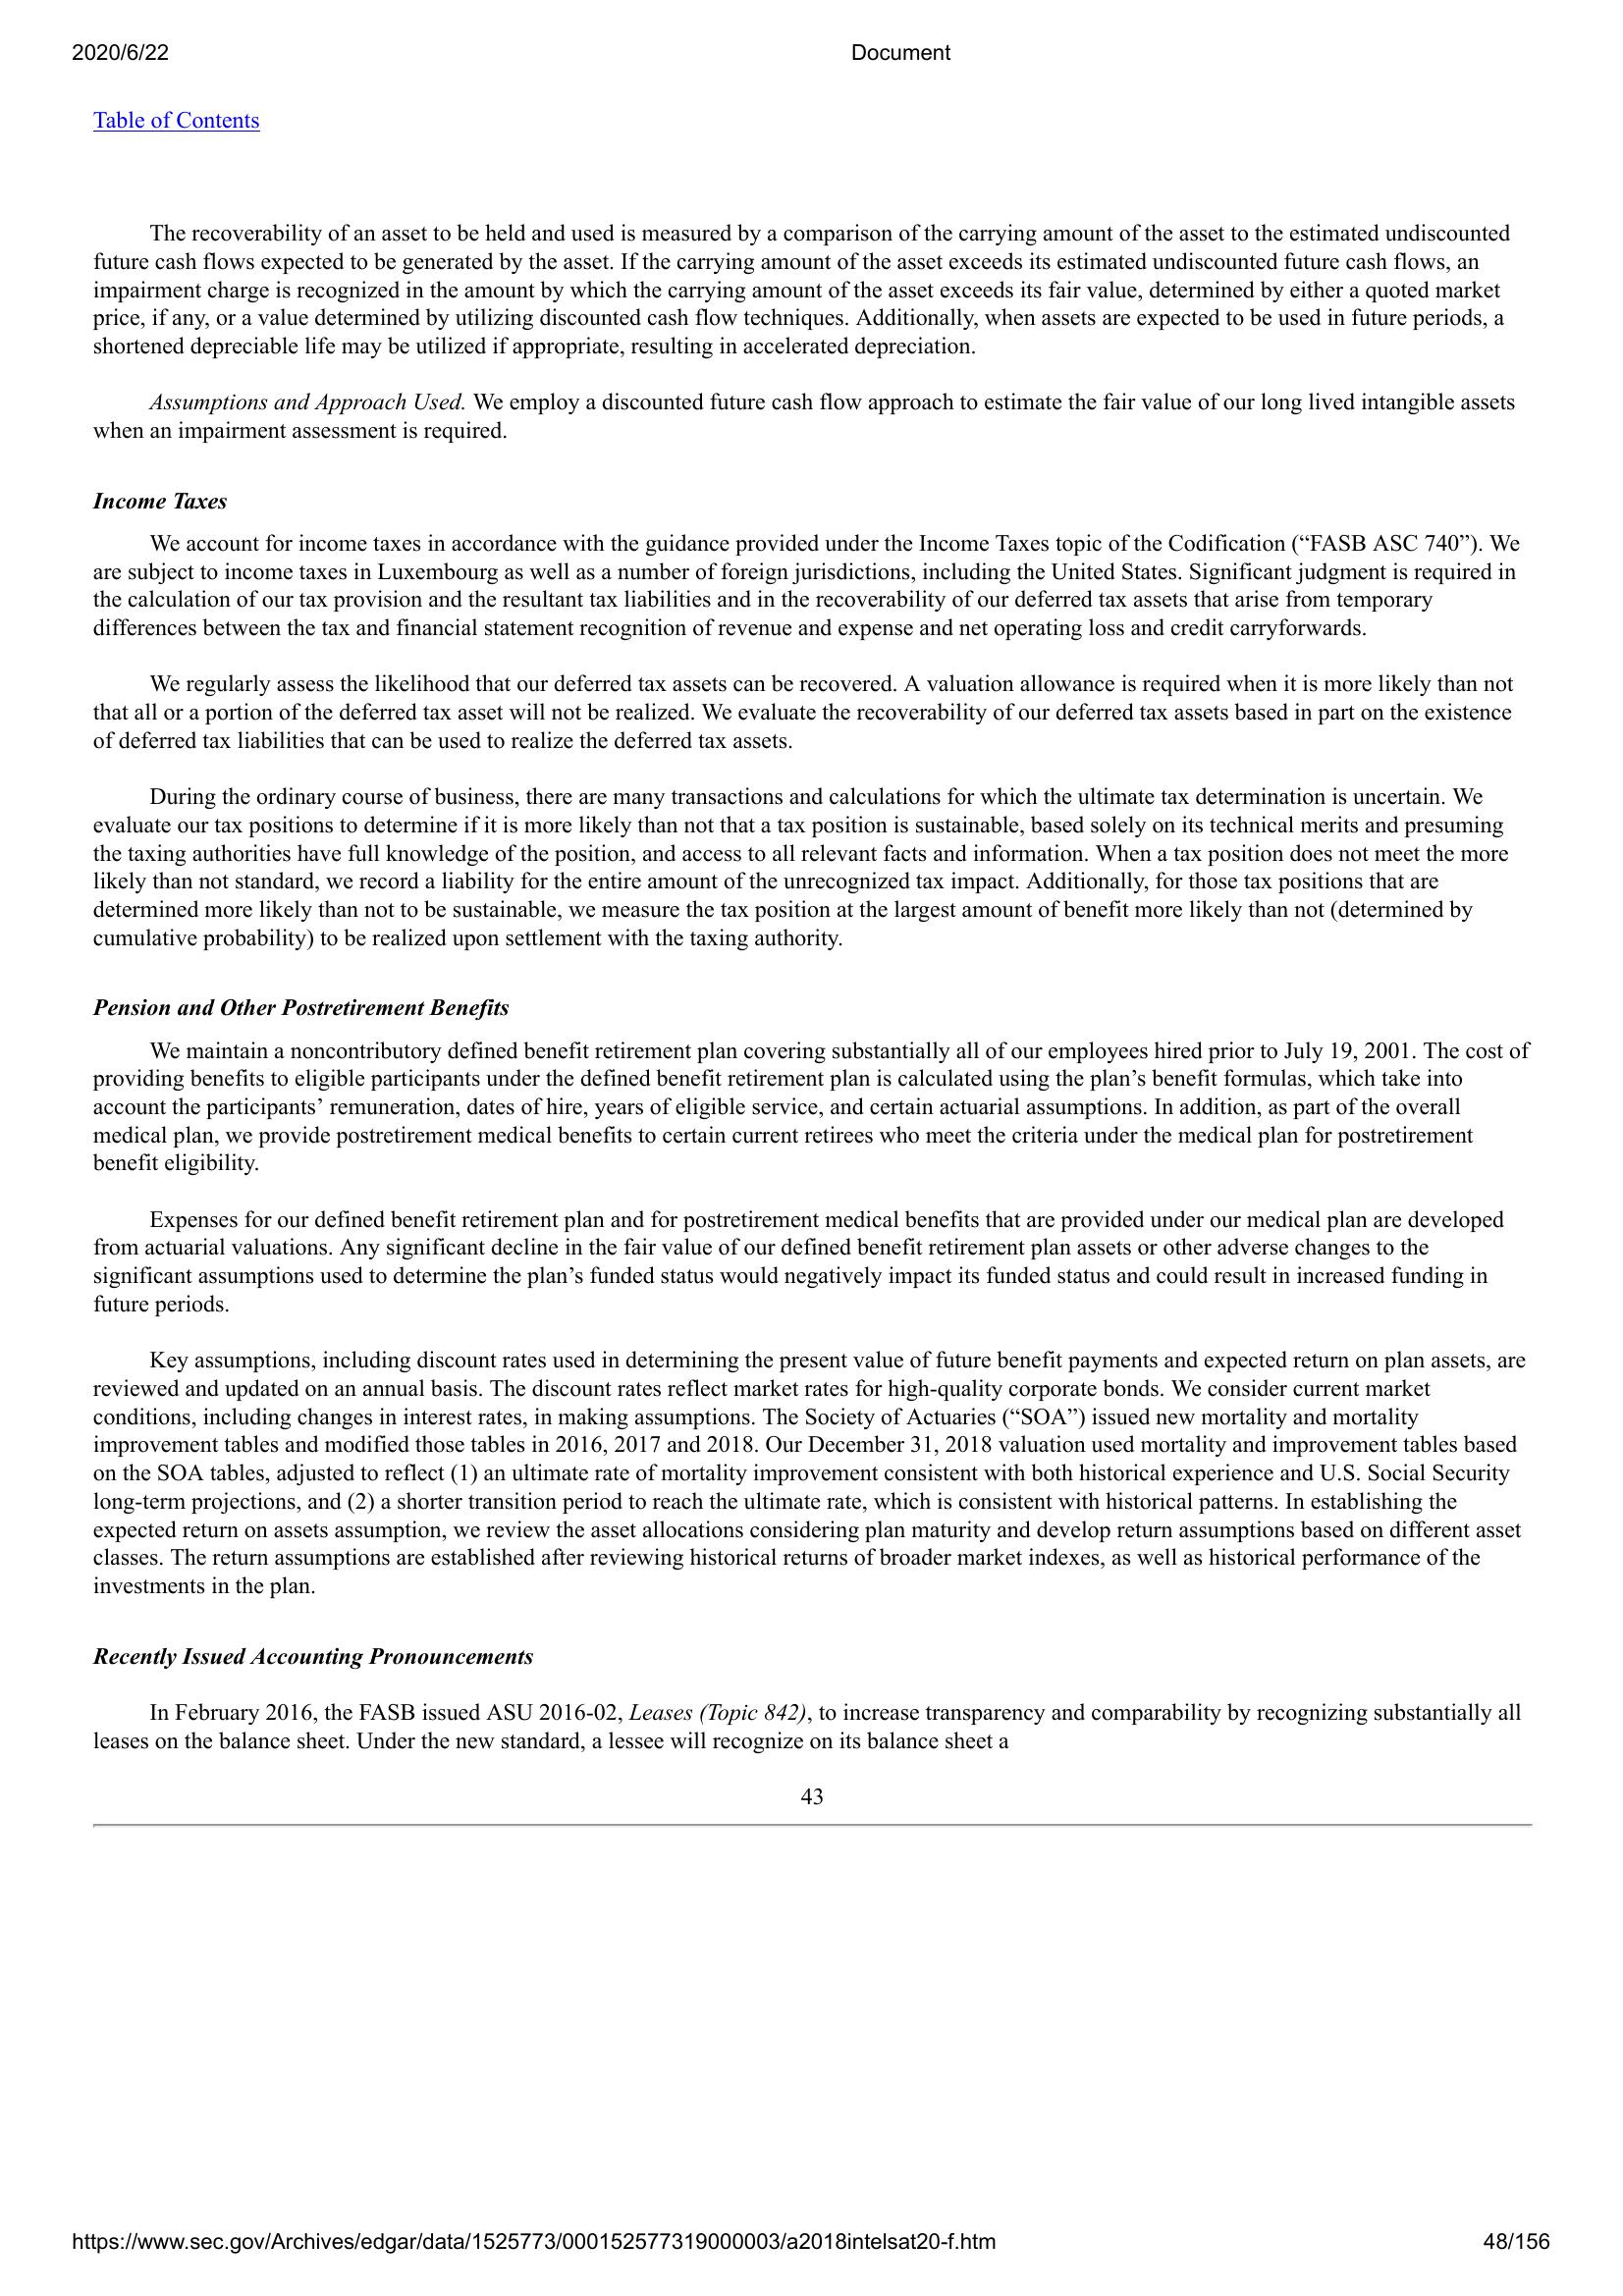 2020/6/22 Document
Table of Contents
The recoverability of an asset to be held and used is measured by a comparison of the carrying amount of the asset to the estimated undiscounted
future cash flows expected to be generated by the asset. If the carrying amount of the asset exceeds its estimated undiscounted future cash flows, an
impairment charge is recognized in the amount by which the carrying amount of the asset exceeds its fair value, determined by either a quoted market
price, if any, or a value determined by utilizing discounted cash flow techniques. Additionally, when assets are expected to be used in future periods, a
shortened depreciable life may be utilized if appropriate, resulting in accelerated depreciation.
Assumptions and Approach Used. We employ a discounted future cash flow approach to estimate the fair value of our long lived intangible assets
when an impairment assessment is required.
Income Taxes
We account for income taxes in accordance with the guidance provided under the Income Taxes topic of the Codification (“FASB ASC 740”). We
are subject to income taxes in Luxembourg as well as a number of foreign jurisdictions, including the United States. Significant judgment is required in
the calculation of our tax provision and the resultant tax liabilities and in the recoverability of our deferred tax assets that arise from temporary
differences between the tax and financial statement recognition of revenue and expense and net operating loss and credit carryforwards.
We regularly assess the likelihood that our deferred tax assets can be recovered. A valuation allowance is required when it is more likely than not
that all or a portion of the deferred tax asset will not be realized. We evaluate the recoverability of our deferred tax assets based in part on the existence
of deferred tax liabilities that can be used to realize the deferred tax assets.
During the ordinary course of business, there are many transactions and calculations for which the ultimate tax determination is uncertain. We
evaluate our tax positions to determine if it is more likely than not that a tax position is sustainable, based solely on its technical merits and presuming
the taxing authorities have full knowledge of the position, and access to all relevant facts and information. When a tax position does not meet the more
likely than not standard, we record a liability for the entire amount of the unrecognized tax impact. Additionally, for those tax positions that are
determined more likely than not to be sustainable, we measure the tax position at the largest amount of benefit more likely than not (determined by
cumulative probability) to be realized upon settlement with the taxing authority.
Pension and Other Postretirement Benefits
We maintain a noncontributory defined benefit retirement plan covering substantially all of our employees hired prior to July 19, 2001. The cost of
providing benefits to eligible participants under the defined benefit retirement plan is calculated using the plan’s benefit formulas, which take into
account the participants’ remuneration, dates of hire, years of eligible service, and certain actuarial assumptions. In addition, as part of the overall
medical plan, we provide postretirement medical benefits to certain current retirees who meet the criteria under the medical plan for postretirement
benefit eligibility.
Expenses for our defined benefit retirement plan and for postretirement medical benefits that are provided under our medical plan are developed
from actuarial valuations. Any significant decline in the fair value of our defined benefit retirement plan assets or other adverse changes to the
significant assumptions used to determine the plan’s funded status would negatively impact its funded status and could result in increased funding in
future periods.
Key assumptions, including discount rates used in determining the present value of future benefit payments and expected return on plan assets, are
reviewed and updated on an annual basis. The discount rates reflect market rates for high-quality corporate bonds. We consider current market
conditions, including changes in interest rates, in making assumptions. The Society of Actuaries (“SOA”) issued new mortality and mortality
improvement tables and modified those tables in 2016, 2017 and 2018. Our December 31, 2018 valuation used mortality and improvement tables based
on the SOA tables, adjusted to reflect (1) an ultimate rate of mortality improvement consistent with both historical experience and U.S. Social Security
long-term projections, and (2) a shorter transition period to reach the ultimate rate, which is consistent with historical patterns. In establishing the
expected return on assets assumption, we review the asset allocations considering plan maturity and develop return assumptions based on different asset
classes. The return assumptions are established after reviewing historical returns of broader market indexes, as well as historical performance of the
investments in the plan.
Recently Issued Accounting Pronouncements
In February 2016, the FASB issued ASU 2016-02, Leases (Topic 842), to increase transparency and comparability by recognizing substantially all
leases on the balance sheet. Under the new standard, a lessee will recognize on its balance sheet a
43
https://www.sec.gov/Archives/edgar/data/1525773/000152577319000003/a2018intelsat20-f.htm 48/156